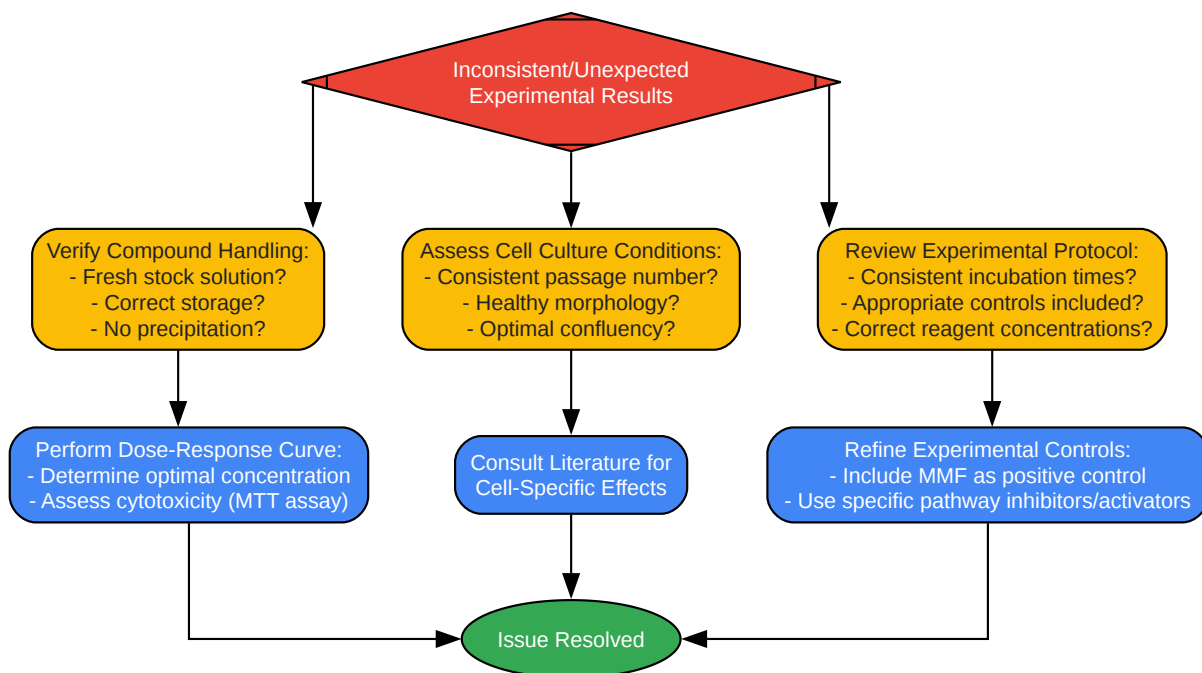 Inconsistent/Unexpected
Experimental Results
Verify Compound Handling:
- Fresh stock solution?
- Correct storage?
- No precipitation?
Assess Cell Culture Conditions:
- Consistent passage number?
- Healthy morphology?
- Optimal confluency?
Review Experimental Protocol:
- Consistent incubation times?
- Appropriate controls included?
- Correct reagent concentrations?
Perform Dose-Response Curve:
- Determine optimal concentration
- Assess cytotoxicity (MTT assay)
Consult Literature for
Cell-Specific Effects
Refine Experimental Controls:
- Include MMF as positive control
- Use specific pathway inhibitors/activators
Issue Resolved